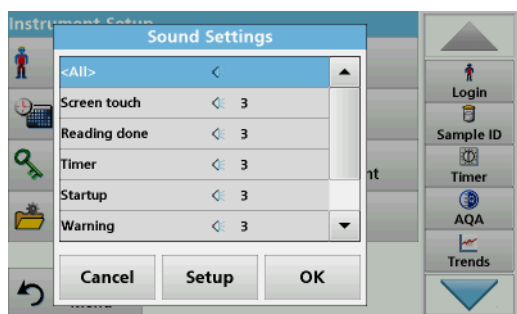 Instrument Setup
Sound Settings
<All>
Screen touch 3
Reading done 3
Timer 3
Startup 3
Warning 3
Cancel Setup OK
nt
Menu
Login
Sample ID
Timer
AQA
Trends